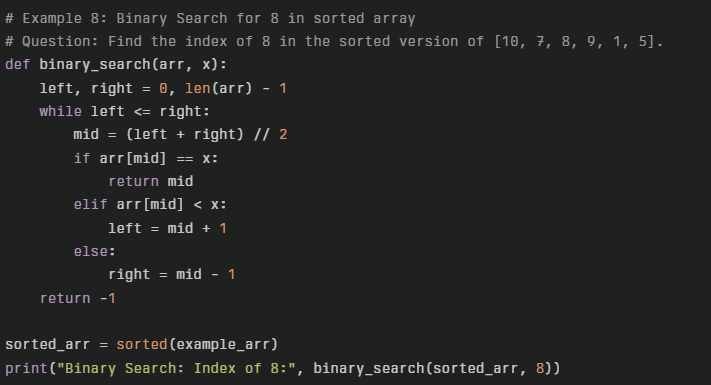 # Example 8: Binary Search for 8 in sorted array
# Question: Find the index of 8 in the sorted version of [10, 7, 8, 9, 1, 5].
def binary_search(arr, x):
    left, right = 0, len(arr) - 1
    while left <= right:
        mid = (left + right) // 2
        if arr[mid] == x:
            return mid
        elif arr[mid] < x:
            left = mid + 1
        else:
            right = mid - 1
    return -1

sorted_arr = sorted(example_arr)
print("Binary Search: Index of 8:", binary_search(sorted_arr, 8))